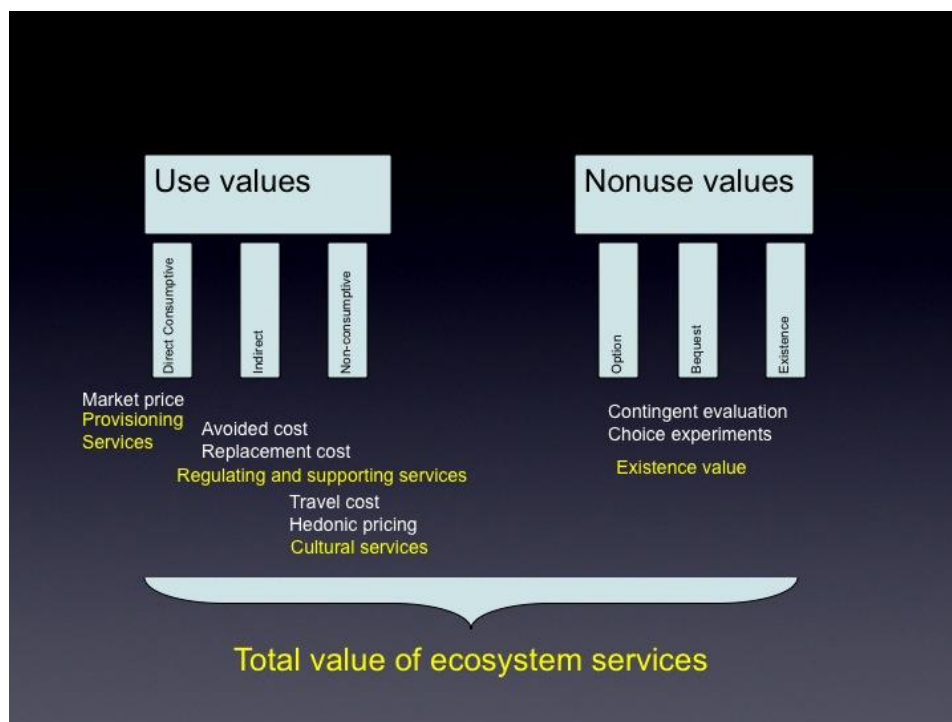 Use values
Nonuse values
Direct Consumptive
Indirect
Non-consumptive
Option
Bequest
Existence
Market price
Provisioning
Services
Avoided cost
Replacement cost
Regulating and supporting services
Travel cost
Hedonic pricing
Cultural services
Contingent evaluation
Choice experiments
Existence value
Total value of ecosystem services